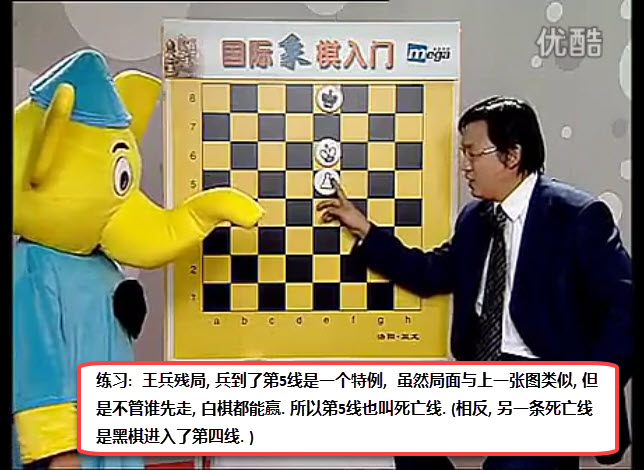 优酷
国际象棋入门 mega
8
7
6
5
2
1
a b c d e f g h
练习: 王兵残局, 兵到了第5线是一个特例, 虽然局面与上一张图类似, 但
是不管谁先走, 白棋都能赢. 所以第5线也叫死亡线. (相反, 另一条死亡线
是黑棋进入了第四线. )